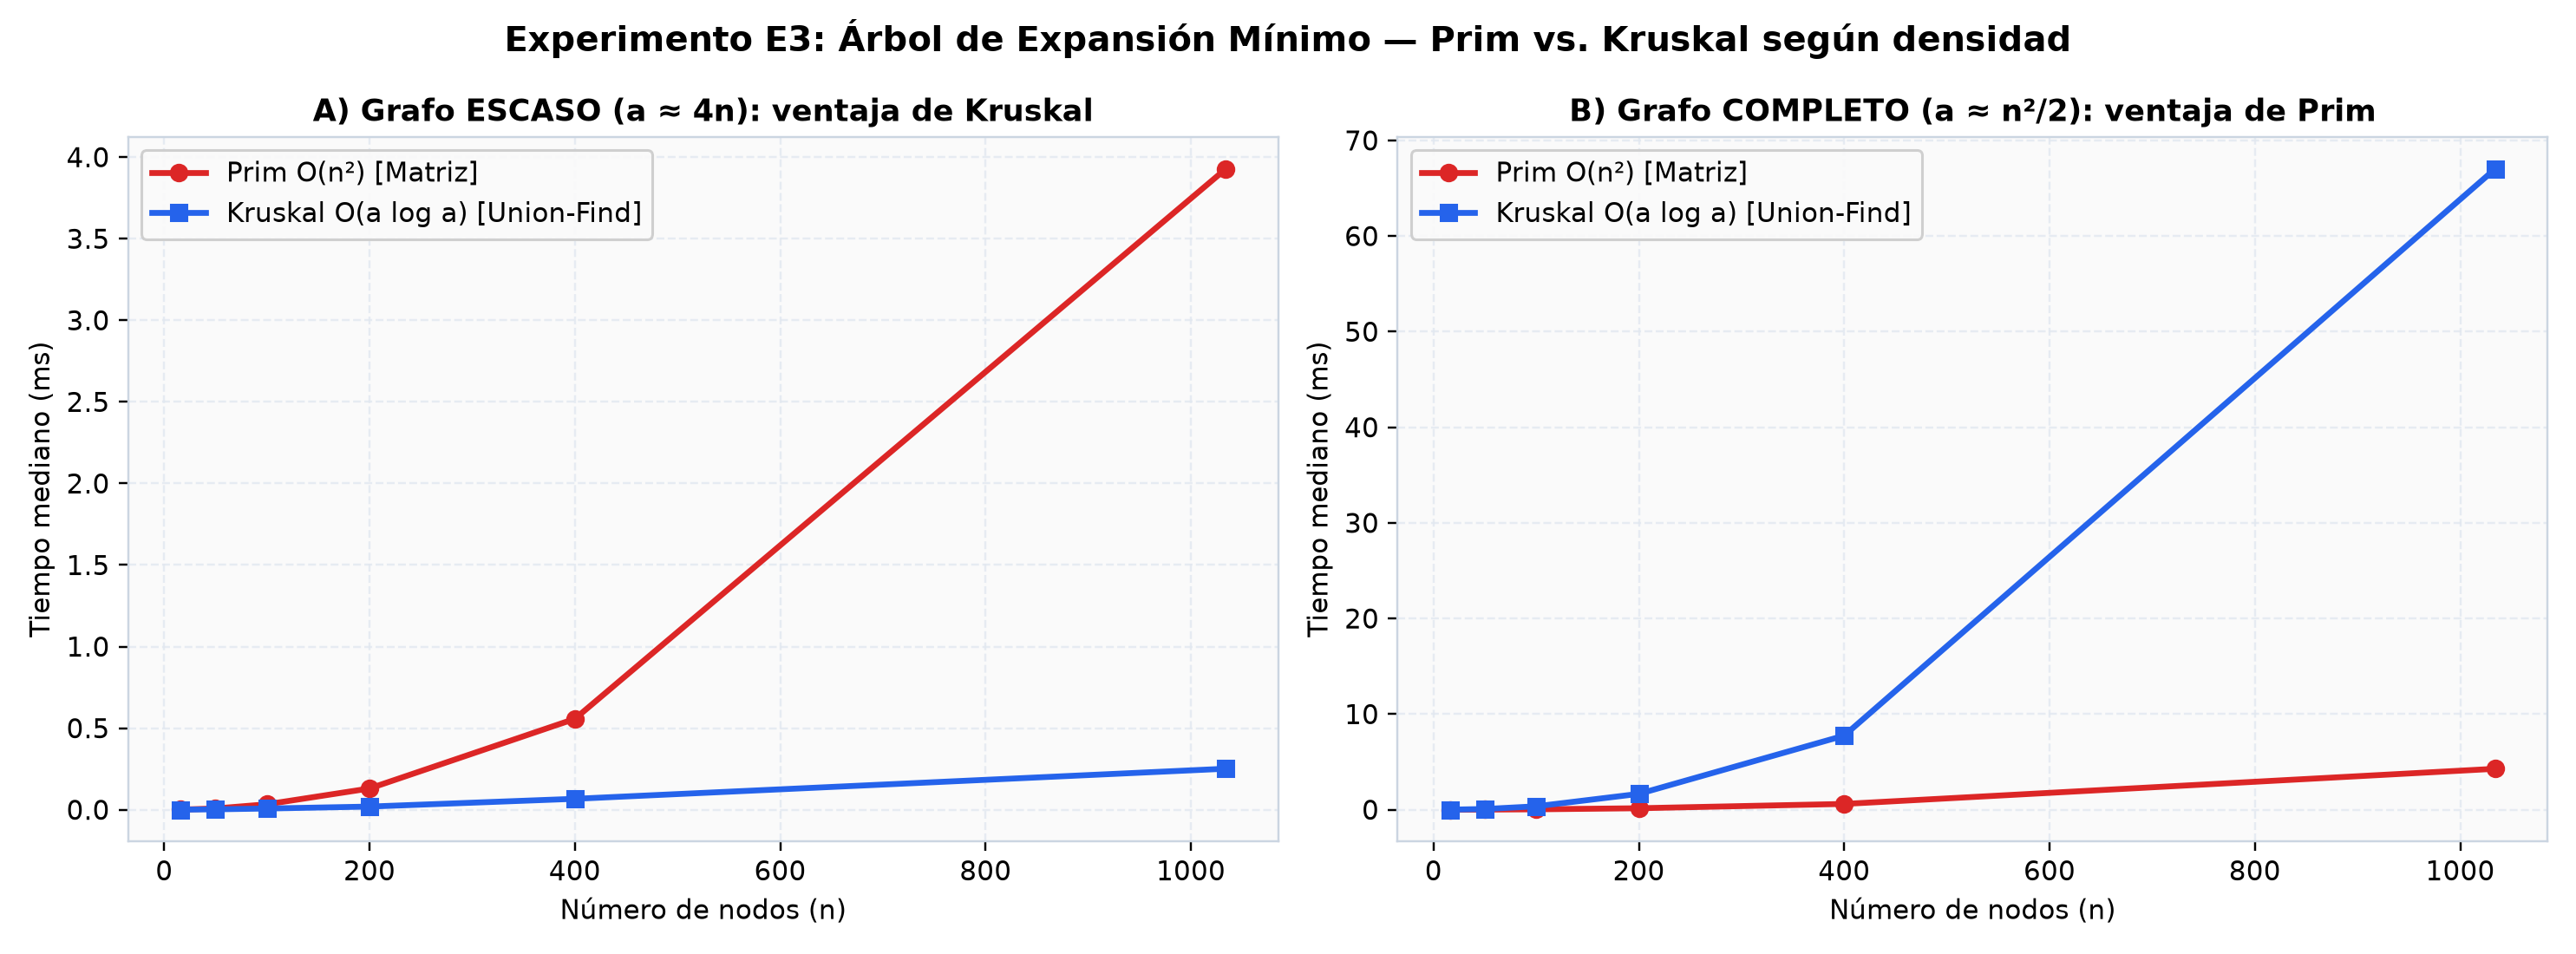 Experimento E3: Árbol de Expansión Mínimo — Prim vs. Kruskal según densidad
A) Grafo ESCASO (a ≈ 4n): ventaja de Kruskal
Prim O(n²) [Matriz]
Kruskal O(a log a) [Union-Find]
Tiempo mediano (ms)
4.0
3.5
3.0
2.5
2.0
1.5
1.0
0.5
0.0
0 200 400 600 800 1000
Número de nodos (n)
B) Grafo COMPLETO (a ≈ n²/2): ventaja de Prim
Prim O(n²) [Matriz]
Kruskal O(a log a) [Union-Find]
Tiempo mediano (ms)
70
60
50
40
30
20
10
0
0 200 400 600 800 1000
Número de nodos (n)